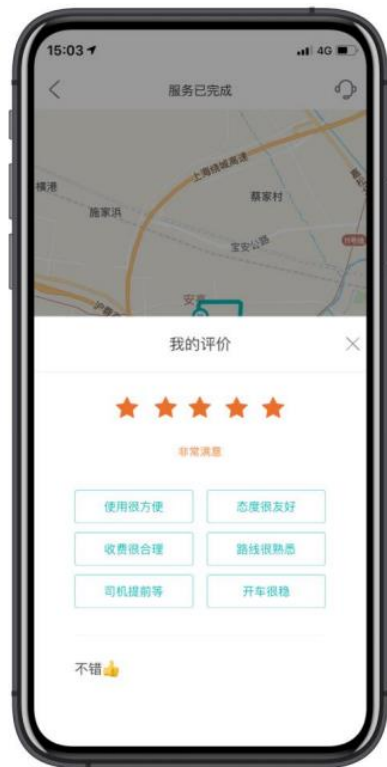 15:03 4G
服务已完成
上海绕城高速
横港
蔡家村
施家浜
宝安公路
安亭
我的评价
非常满意
使用很方便 态度很友好
收费很合理 路线很熟悉
司机提前等 开车很稳
不错👍